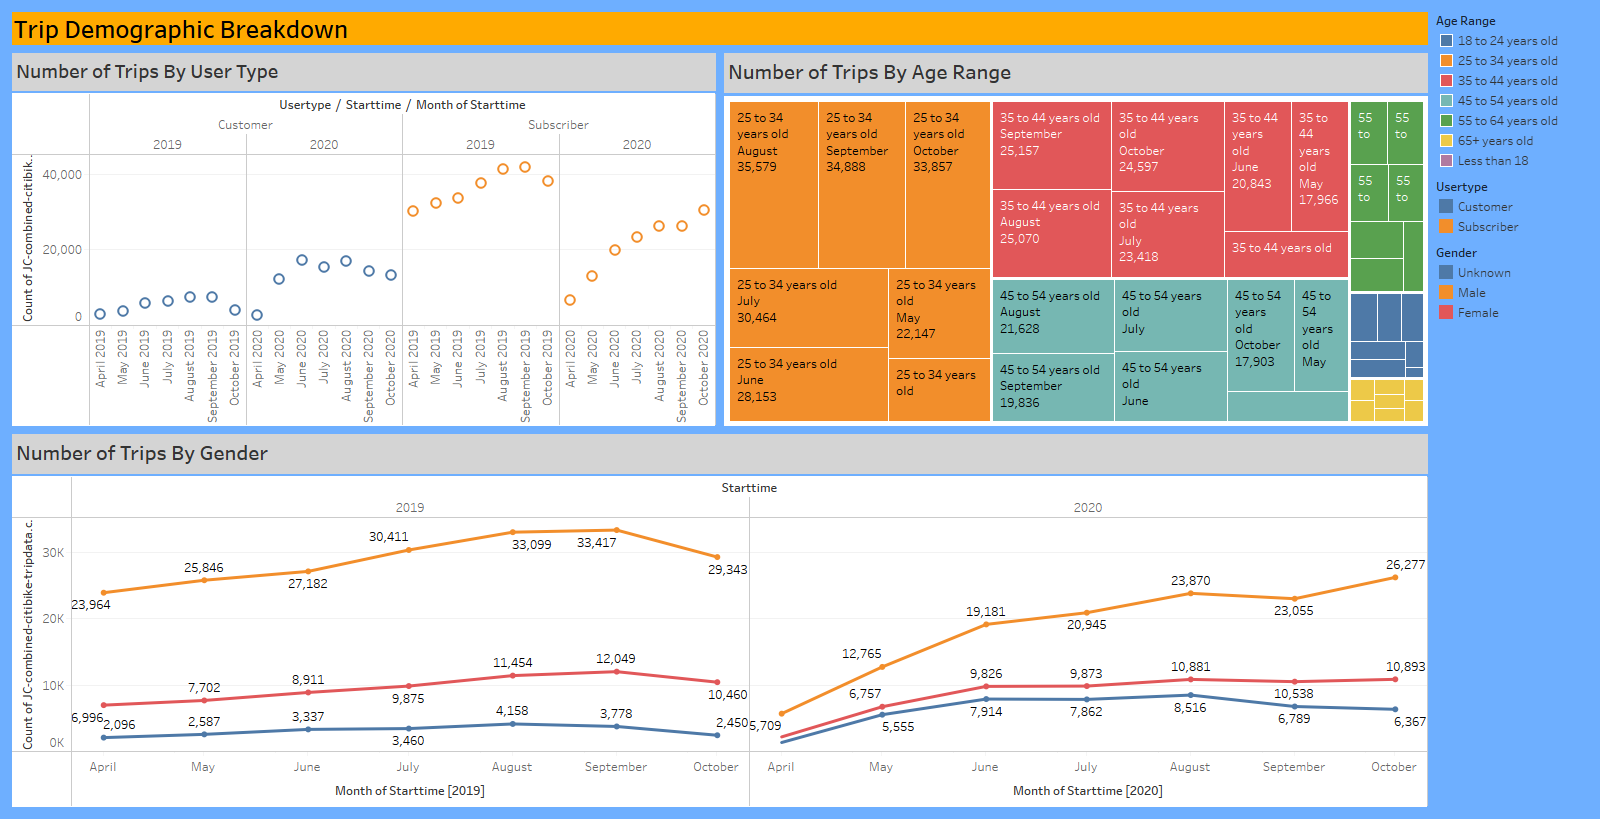 Trip Demographic Breakdown
Number of Trips By User Type
Usertype / Starttime / Month of Starttime
Customer
Subscriber
2019
2020
2019
2020
Count of JC-combined-citibik..
40,000
20,000
0
April 2019
May 2019
June 2019
July 2019
August 2019
September 2019
October 2019
April 2020
May 2020
June 2020
July 2020
August 2020
September 2020
October 2020
April 2019
May 2019
June 2019
July 2019
August 2019
September 2019
October 2019
April 2020
May 2020
June 2020
July 2020
August 2020
September 2020
October 2020
Number of Trips By Age Range
25 to 34
years old
August
35,579
25 to 34
years old
September
34,888
25 to 34
years old
October
33,857
25 to 34 years old
July
30,464
25 to 34 years old
June
28,153
25 to 34 years
old
May
22,147
25 to 34 years
old
35 to 44 years old
September
25,157
35 to 44 years old
August
25,070
35 to 44 years
old
October
24,597
35 to 44 years
old
July
23,418
35 to 44
years
old
June
20,843
35 to
44
years
old
May
17,966
35 to 44 years old
45 to 54 years old
August
21,628
45 to 54 years old
September
19,836
45 to 54 years
old
July
45 to 54 years
old
June
45 to 54
years
old
October
17,903
45 to
54
years
old
May
55
to
55
to
55
to
55
to
Age Range
18 to 24 years old
25 to 34 years old
35 to 44 years old
45 to 54 years old
55 to 64 years old
65+ years old
Less than 18
Usertype
Customer
Subscriber
Gender
Unknown
Male
Female
Number of Trips By Gender
Starttime
2019
2020
Count of JC-combined-citibike-tripdata.c.
30K
20K
10K
0K
23,964
25,846
27,182
30,411
33,099
33,417
29,343
6,996
7,702
8,911
9,875
11,454
12,049
10,460
2,096
2,587
3,337
3,460
4,158
3,778
2,450
5,709
12,765
19,181
20,945
23,870
23,055
26,277
6,757
9,826
9,873
10,881
10,538
10,893
5,555
7,914
7,862
8,516
6,789
6,367
April
May
June
July
August
September
October
April
May
June
July
August
September
October
Month of Starttime [2019]
Month of Starttime [2020]